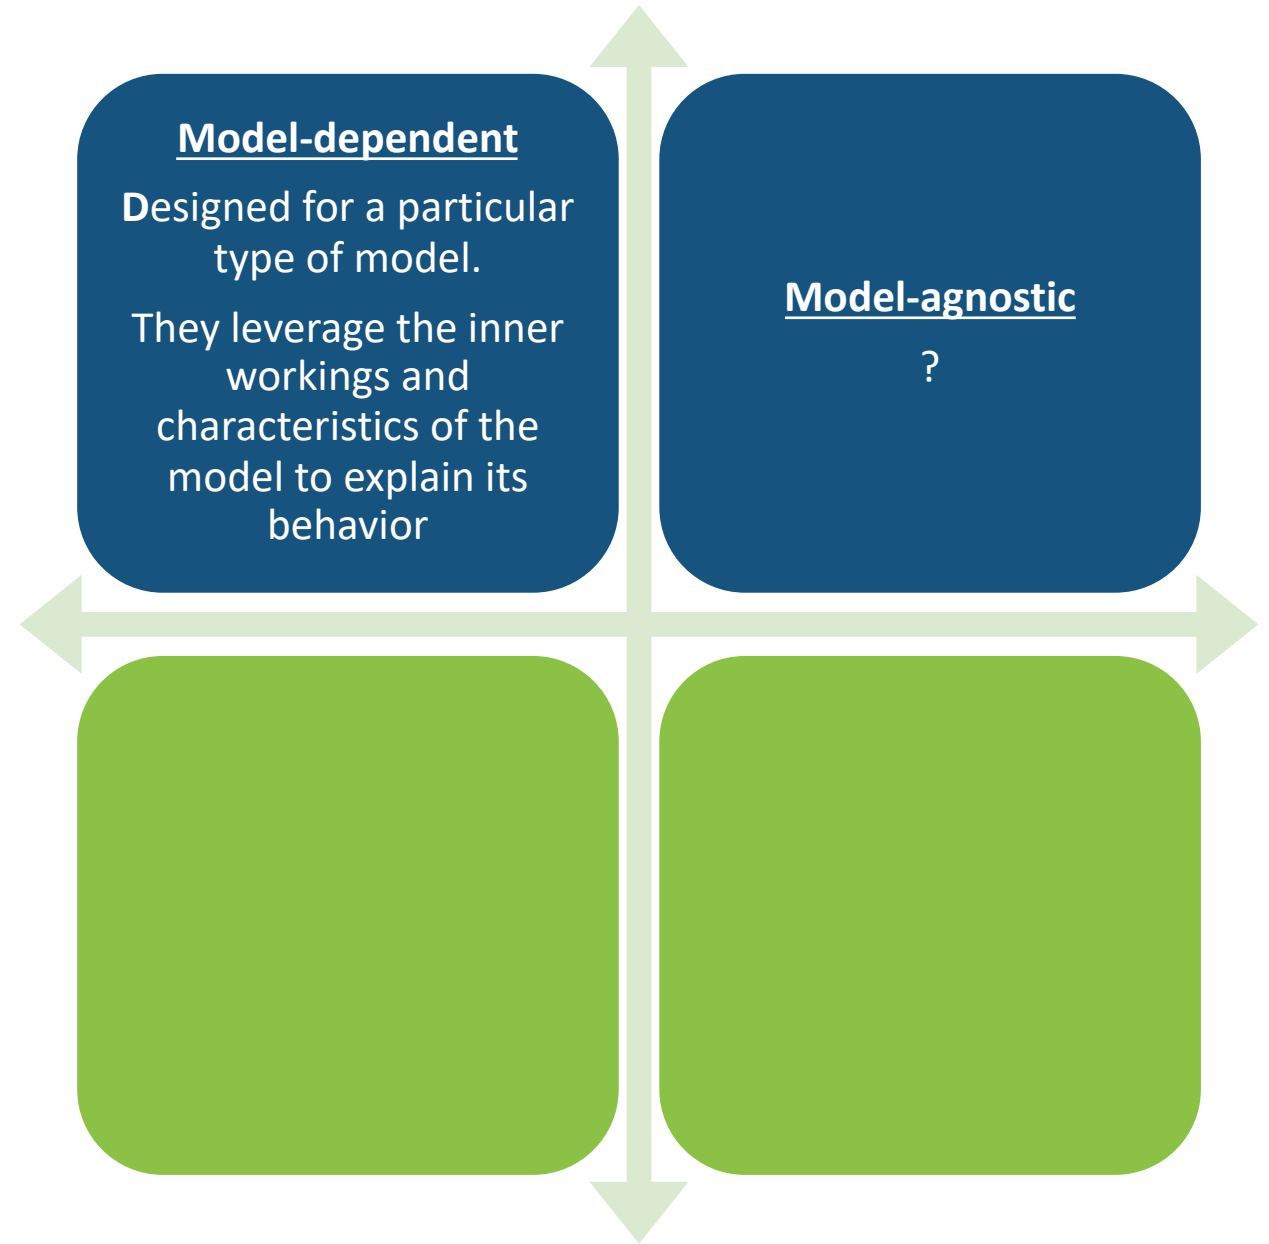 Model-dependent
Designed for a particular
type of model.
They leverage the inner
workings and
characteristics of the
model to explain its
behavior
Model-agnostic
?